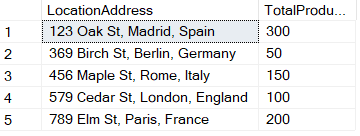 LocationAddress TotalProdu...
1 123 Oak St, Madrid, Spain 300
2 369 Birch St, Berlin, Germany 50
3 456 Maple St, Rome, Italy 150
4 579 Cedar St, London, England 100
5 789 Elm St, Paris, France 200